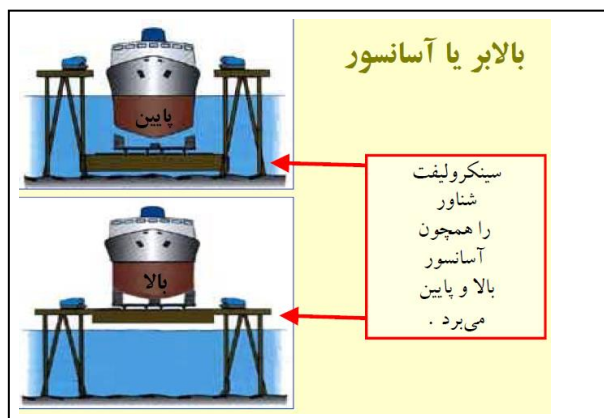 بالابر یا آسانسور
پایین
سینکرولیفت
شناور
را همچون
آسانسور
بالا و پایین
می‌برد .
بالا